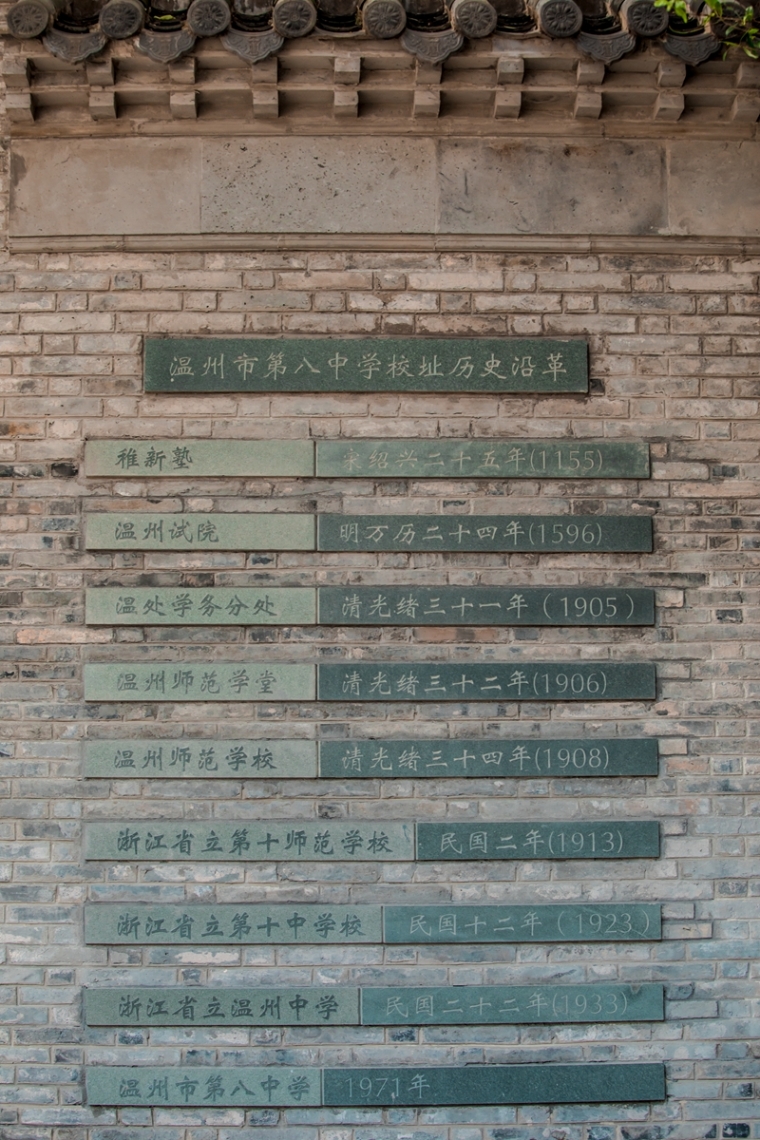 温州市第八中学校址历史沿革
稚新塾 宋绍兴二十五年(1155)
温州试院 明万历二十四年(1596)
温处学务分处 清光绪三十一年（1905）
温州师范学堂 清光绪三十二年(1906)
温州师范学校 清光绪三十四年(1908)
浙江省立第十师范学校 民国二年(1913)
浙江省立第十中学校 民国十二年（1923）
浙江省立温州中学 民国二十二年(1933)
温州市第八中学 1971年